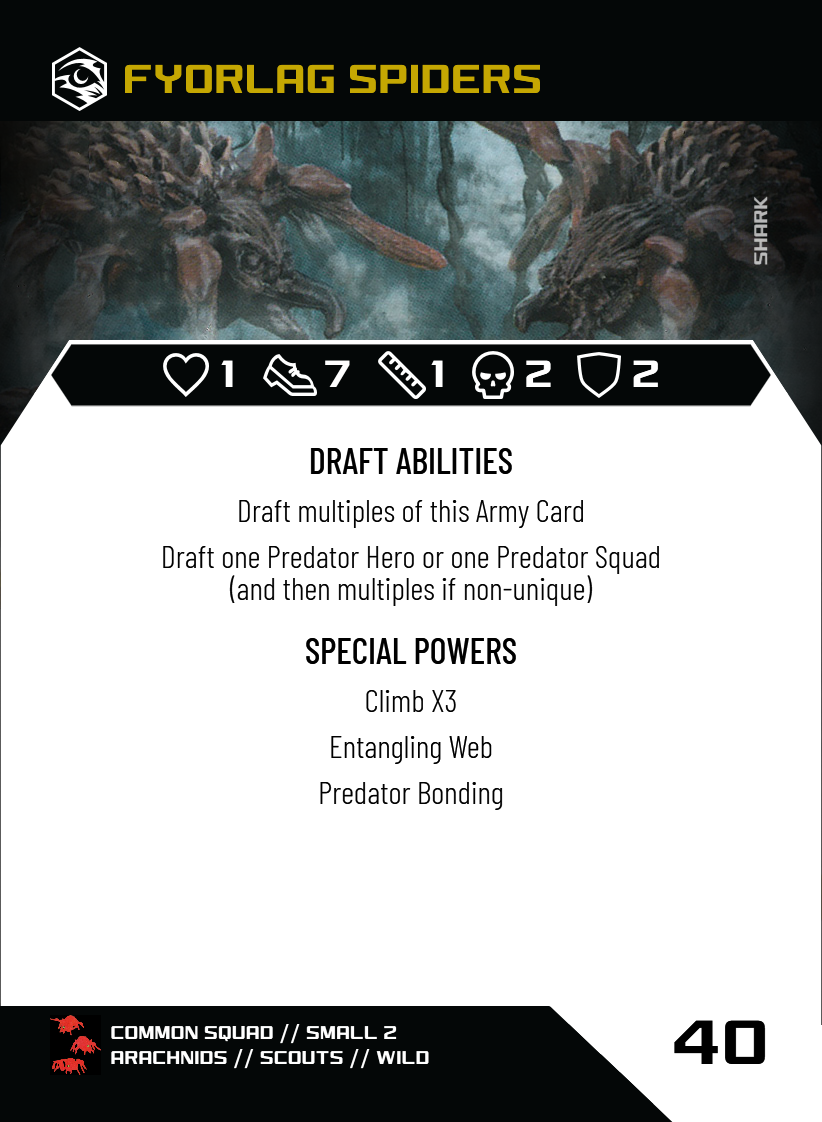 FYORLAG SPIDERS
SHARK
1 7 1 2 2
DRAFT ABILITIES
Draft multiples of this Army Card
Draft one Predator Hero or one Predator Squad
(and then multiples if non-unique)
SPECIAL POWERS
Climb X3
Entangling Web
Predator Bonding
COMMON SQUAD // SMALL 2
ARACHNIDS // SCOUTS // WILD
40